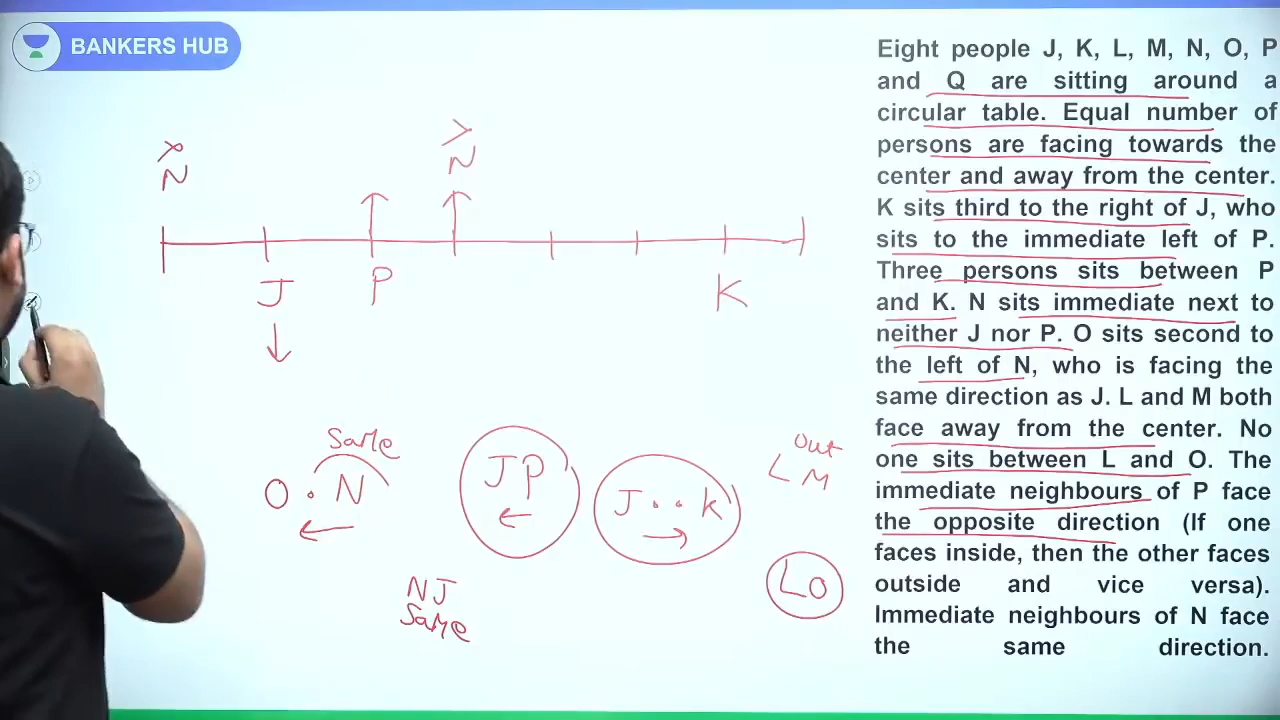 BANKERS HUB
Eight people J, K, L, M, N, O, P
and Q are sitting around a
circular table. Equal number of
persons are facing towards the
center and away from the center.
K sits third to the right of J, who
sits to the immediate left of P.
Three persons sits between P
and K. N sits immediate next to
neither J nor P. O sits second to
the left of N, who is facing the
same direction as J. L and M both
face away from the center. No
one sits between L and O. The
immediate neighbours of P face
the opposite direction (If one
faces inside, then the other faces
outside and vice versa).
Immediate neighbours of N face
the same direction.
N N
J P K
Same
O . N
J P
J . . K
out
L M
N J
Same
L O